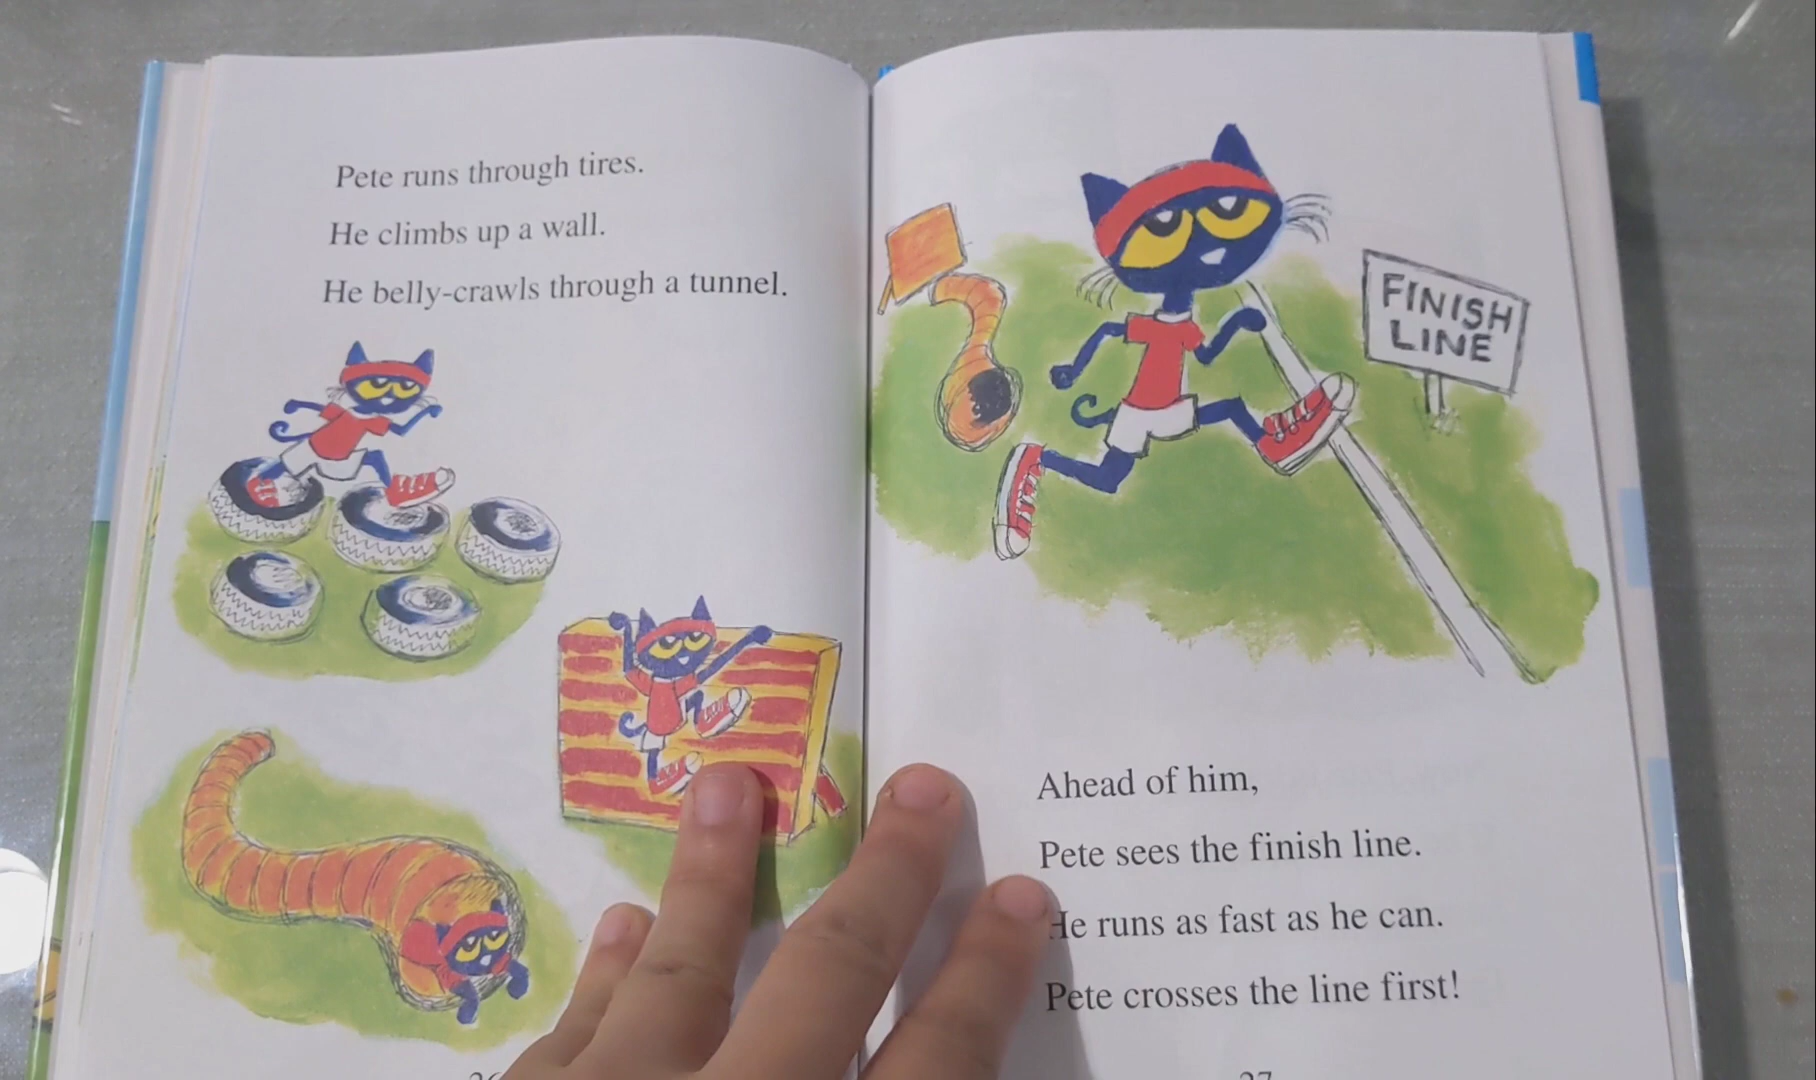 Pete runs through tires.
He climbs up a wall.
He belly-crawls through a tunnel.
FINISH
LINE
Ahead of him,
Pete sees the finish line.
He runs as fast as he can.
Pete crosses the line first!